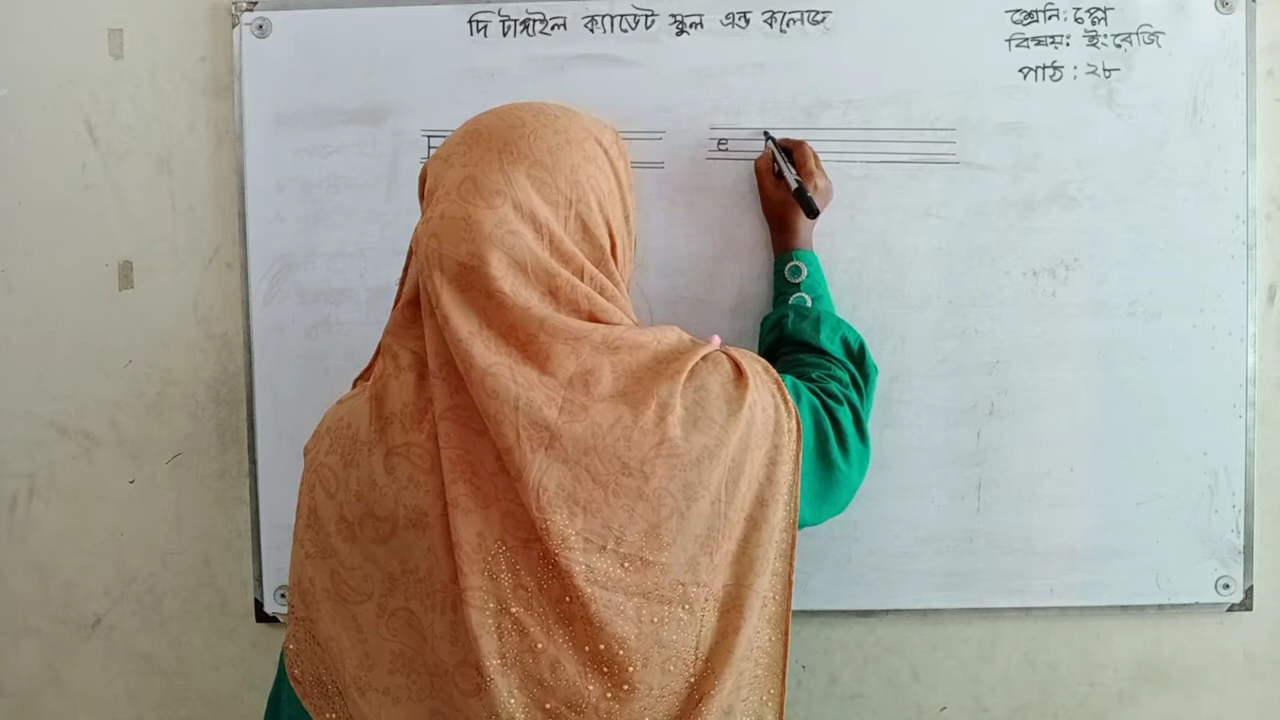 দি টাঙ্গাইল ক্যাডেট স্কুল এন্ড কলেজ
শ্রেনি: প্লে
বিষয়: ইংরেজি
পাঠ : ২৮
E
e